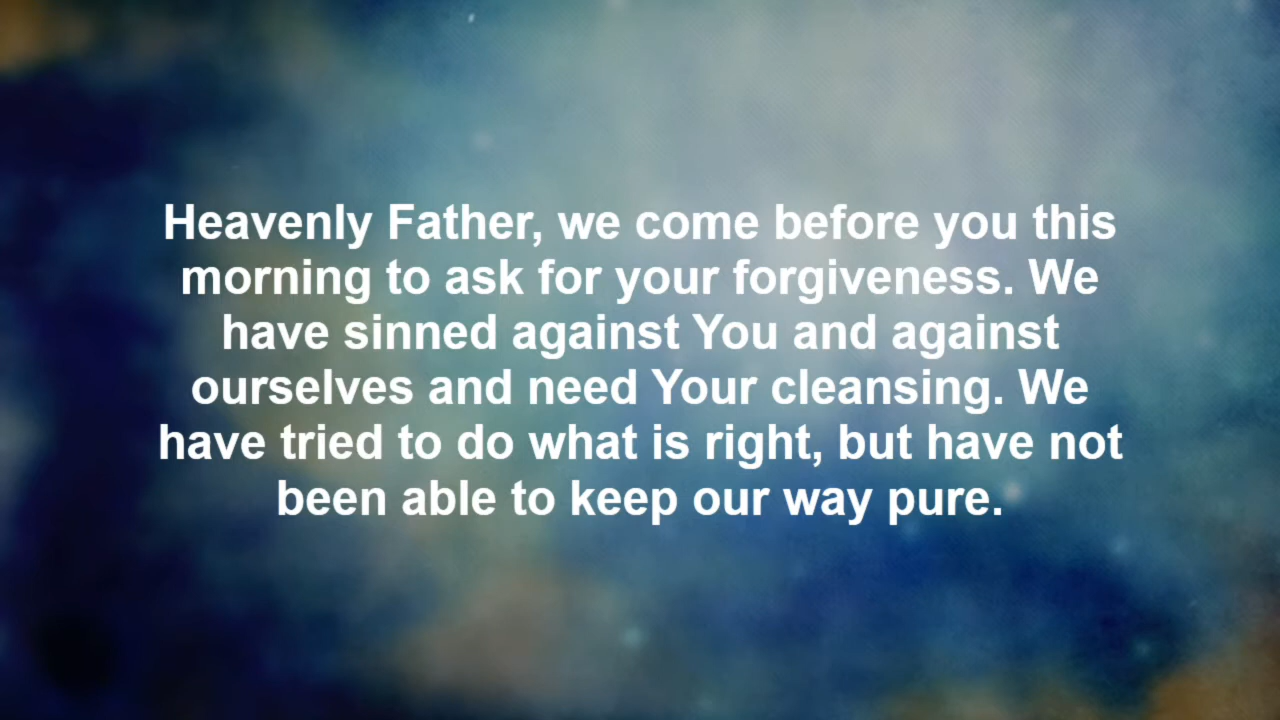 Heavenly Father, we come before you this
morning to ask for your forgiveness. We
have sinned against You and against
ourselves and need Your cleansing. We
have tried to do what is right, but have not
been able to keep our way pure.